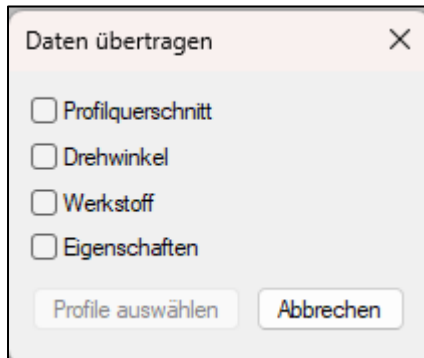 Daten übertragen
Profilquerschnitt
Drehwinkel
Werkstoff
Eigenschaften
Profile auswählen Abbrechen